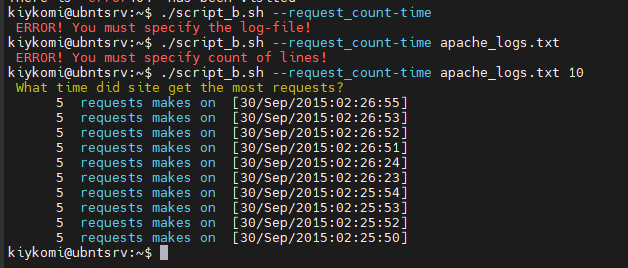 kiykomi@ubntsrv:~$ ./script_b.sh --request_count-time
ERROR! You must specify the log-file!
kiykomi@ubntsrv:~$ ./script_b.sh --request_count-time apache_logs.txt
ERROR! You must specify count of lines!
kiykomi@ubntsrv:~$ ./script_b.sh --request_count-time apache_logs.txt 10
What time did site get the most requests?
5 requests makes on [30/Sep/2015:02:26:55]
5 requests makes on [30/Sep/2015:02:26:53]
5 requests makes on [30/Sep/2015:02:26:52]
5 requests makes on [30/Sep/2015:02:26:51]
5 requests makes on [30/Sep/2015:02:26:24]
5 requests makes on [30/Sep/2015:02:26:23]
5 requests makes on [30/Sep/2015:02:25:54]
5 requests makes on [30/Sep/2015:02:25:53]
5 requests makes on [30/Sep/2015:02:25:52]
5 requests makes on [30/Sep/2015:02:25:50]
kiykomi@ubntsrv:~$